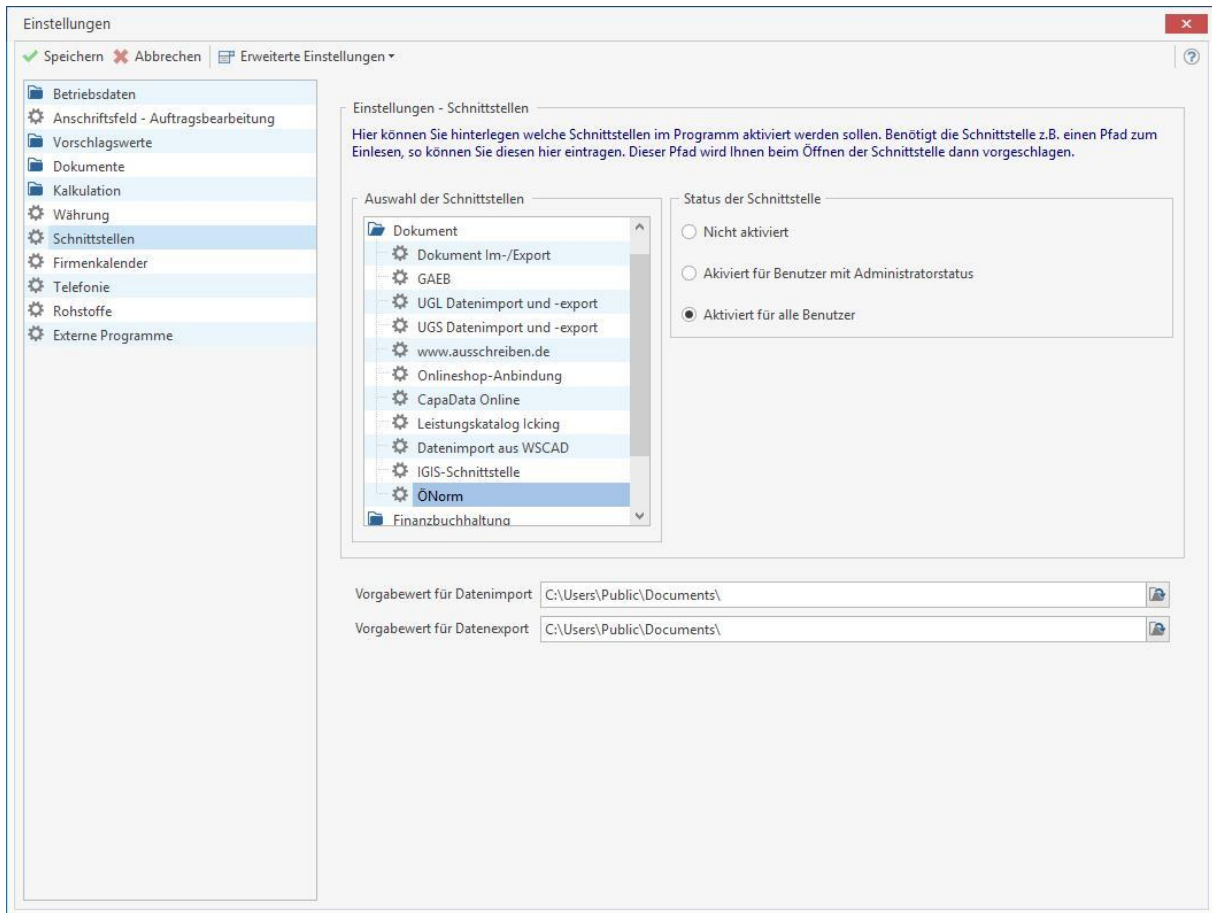 Einstellungen
Speichern Abbrechen Erweiterte Einstellungen
Betriebsdaten
Anschriftsfeld - Auftragsbearbeitung
Vorschlagswerte
Dokumente
Kalkulation
Währung
Schnittstellen
Firmenkalender
Telefonie
Rohstoffe
Externe Programme
Einstellungen - Schnittstellen
Hier können Sie hinterlegen welche Schnittstellen im Programm aktiviert werden sollen. Benötigt die Schnittstelle z.B. einen Pfad zum
Einlesen, so können Sie diesen hier eintragen. Dieser Pfad wird Ihnen beim Öffnen der Schnittstelle dann vorgeschlagen.
Auswahl der Schnittstellen
Dokument
Dokument Im-/Export
GAEB
UGL Datenimport und -export
UGS Datenimport und -export
www.ausschreiben.de
Onlineshop-Anbindung
CapaData Online
Leistungskatalog Icking
Datenimport aus WSCAD
IGIS-Schnittstelle
ÖNorm
Finanzbuchhaltung
Status der Schnittstelle
Nicht aktiviert
Akiviert für Benutzer mit Administratorstatus
Aktiviert für alle Benutzer
Vorgabewert für Datenimport C:\Users\Public\Documents\
Vorgabewert für Datenexport C:\Users\Public\Documents\